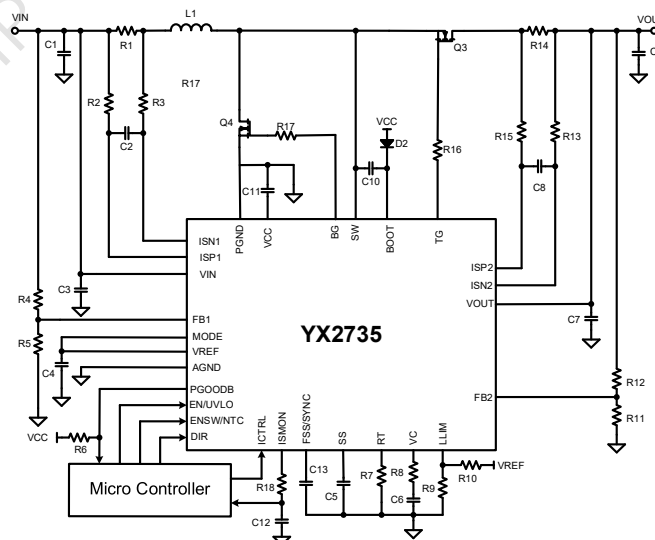 VIN
L1
VOU
C1
R1
Q3
R14
C
R17
R2
R3
Q4
VCC
R17
D2
R15
R13
C2
R16
C10
C8
C11
PGND
VCC
BG
SW
BOOT
TG
ISN1
ISP1
VIN
ISP2
ISN2
VOUT
C3
R4
C7
FB1
YX2735
R5
MODE
VREF
C4
AGND
R12
PGOODB
FB2
EN/UVLO
R11
ENSW/NTC
VCC
R6
DIR
ICTRL
ISMON
FSS/SYNC
SS
RT
VC
LLIM
C13
R10
VREF
Micro Controller
R18
C5
R7
R8
C6
R9
C12